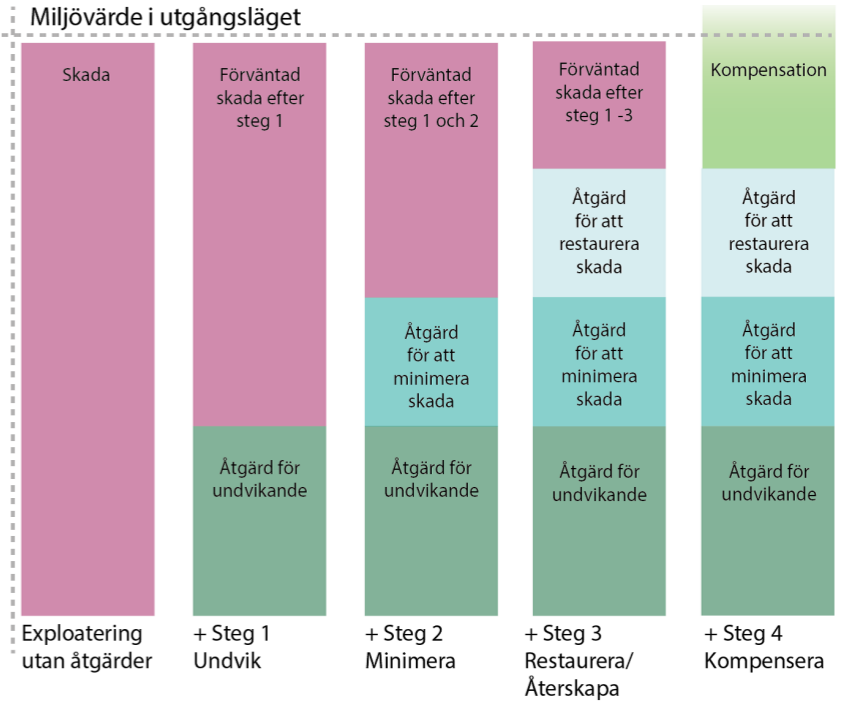 Miljövärde i utgångsläget
Skada
Förväntad
skada efter
steg 1
Åtgärd för
undvikande
Förväntad
skada efter
steg 1 och 2
Åtgärd
för att
minimera
skada
Åtgärd för
undvikande
Förväntad
skada efter
steg 1 -3
Åtgärd
för att
restaurera
skada
Åtgärd
för att
minimera
skada
Åtgärd för
undvikande
Kompensation
Åtgärd
för att
restaurera
skada
Åtgärd
för att
minimera
skada
Åtgärd för
undvikande
Exploatering
utan åtgärder
+ Steg 1
Undvik
+ Steg 2
Minimera
+ Steg 3
Restaurera/
Återskapa
+ Steg 4
Kompensera